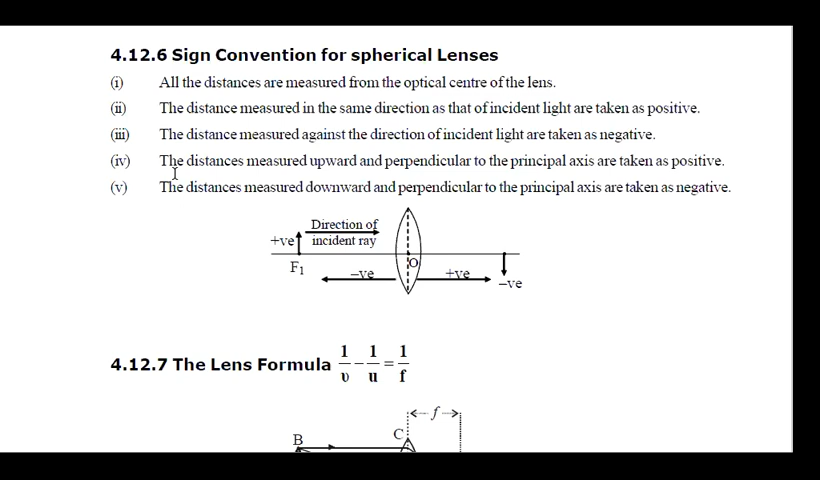 4.12.6 Sign Convention for spherical Lenses
(i) All the distances are measured from the optical centre of the lens.
(ii) The distance measured in the same direction as that of incident light are taken as positive.
(iii) The distance measured against the direction of incident light are taken as negative.
(iv) The distances measured upward and perpendicular to the principal axis are taken as positive.
(v) The distances measured downward and perpendicular to the principal axis are taken as negative.
Direction of
+ve incident ray
F1 O
–ve +ve –ve
4.12.7 The Lens Formula 1/υ − 1/u = 1/f
f
B C